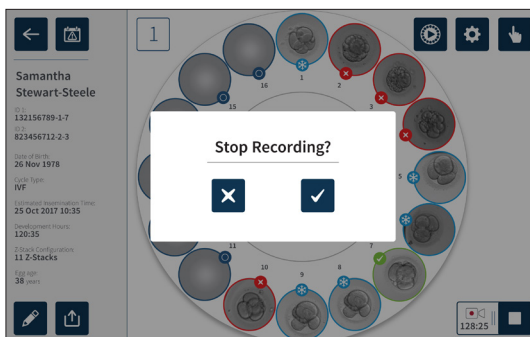 1
Samantha
Stewart-Steele
ID 1:
132156789-1-7
ID 2:
823456712-2-3
Date of Birth:
26 Nov 1978
Cycle Type:
IVF
Estimated Insemination Time:
25 Oct 2017 10:35
Development Hours:
120:35
Z-Stack Configuration:
11 Z-Stacks
Egg age:
38 years
Stop Recording?
1
2
3
5
7
8
9
10
11
15
16
128:25